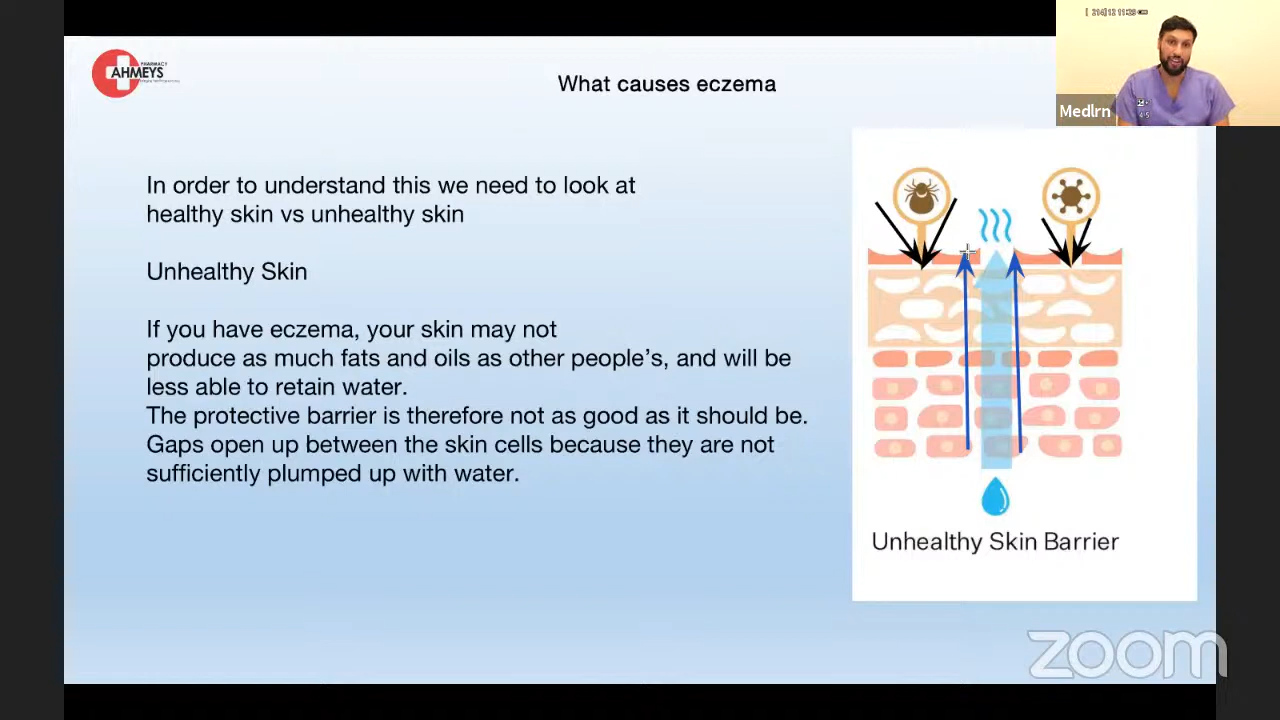 PHARMACY
AHMEYS
What causes eczema
Medlrn
In order to understand this we need to look at
healthy skin vs unhealthy skin
Unhealthy Skin
If you have eczema, your skin may not
produce as much fats and oils as other people’s, and will be
less able to retain water.
The protective barrier is therefore not as good as it should be.
Gaps open up between the skin cells because they are not
sufficiently plumped up with water.
Unhealthy Skin Barrier
zoom